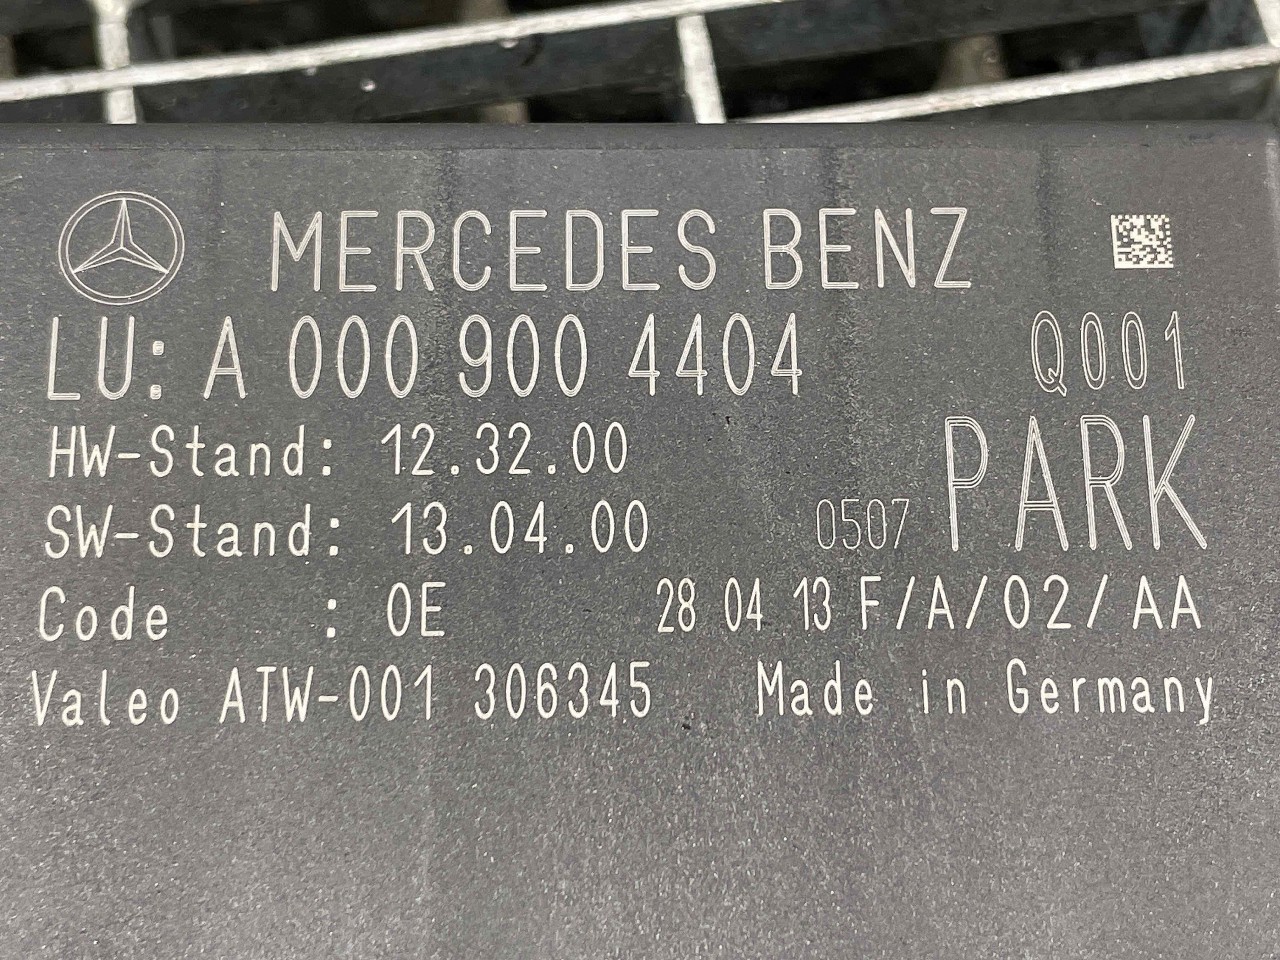 MERCEDES BENZ
LU: A 000 900 4404 Q001
HW-Stand: 12.32.00
SW-Stand: 13.04.00 0507 PARK
Code : 0E 28 04 13 F/A/02/AA
Valeo ATW-001 306345 Made in Germany